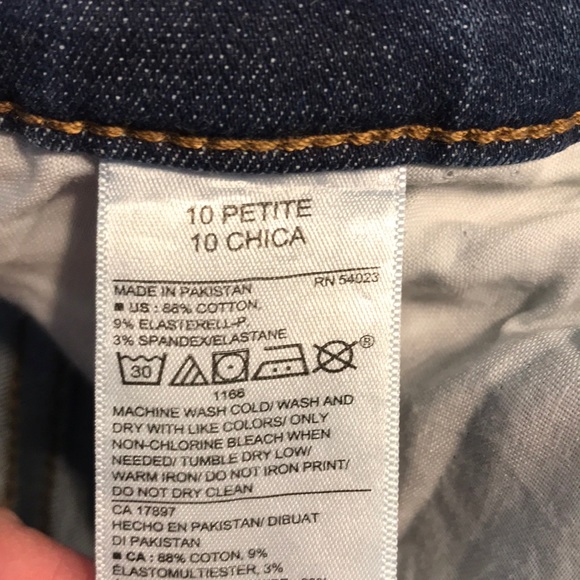 10 PETITE
10 CHICA
MADE IN PAKISTAN RN 54023
■ US : 88% COTTON,
9% ELASTERELL-P,
3% SPANDEX/ELASTANE
30 ®
1166
MACHINE WASH COLD/ WASH AND
DRY WITH LIKE COLORS/ ONLY
NON-CHLORINE BLEACH WHEN
NEEDED/ TUMBLE DRY LOW/
WARM IRON/ DO NOT IRON PRINT/
DO NOT DRY CLEAN
CA 17897
HECHO EN PAKISTAN/ DIBUAT
DI PAKISTAN
■ CA : 88% COTON, 9%
ÉLASTOMULTIESTER, 3%